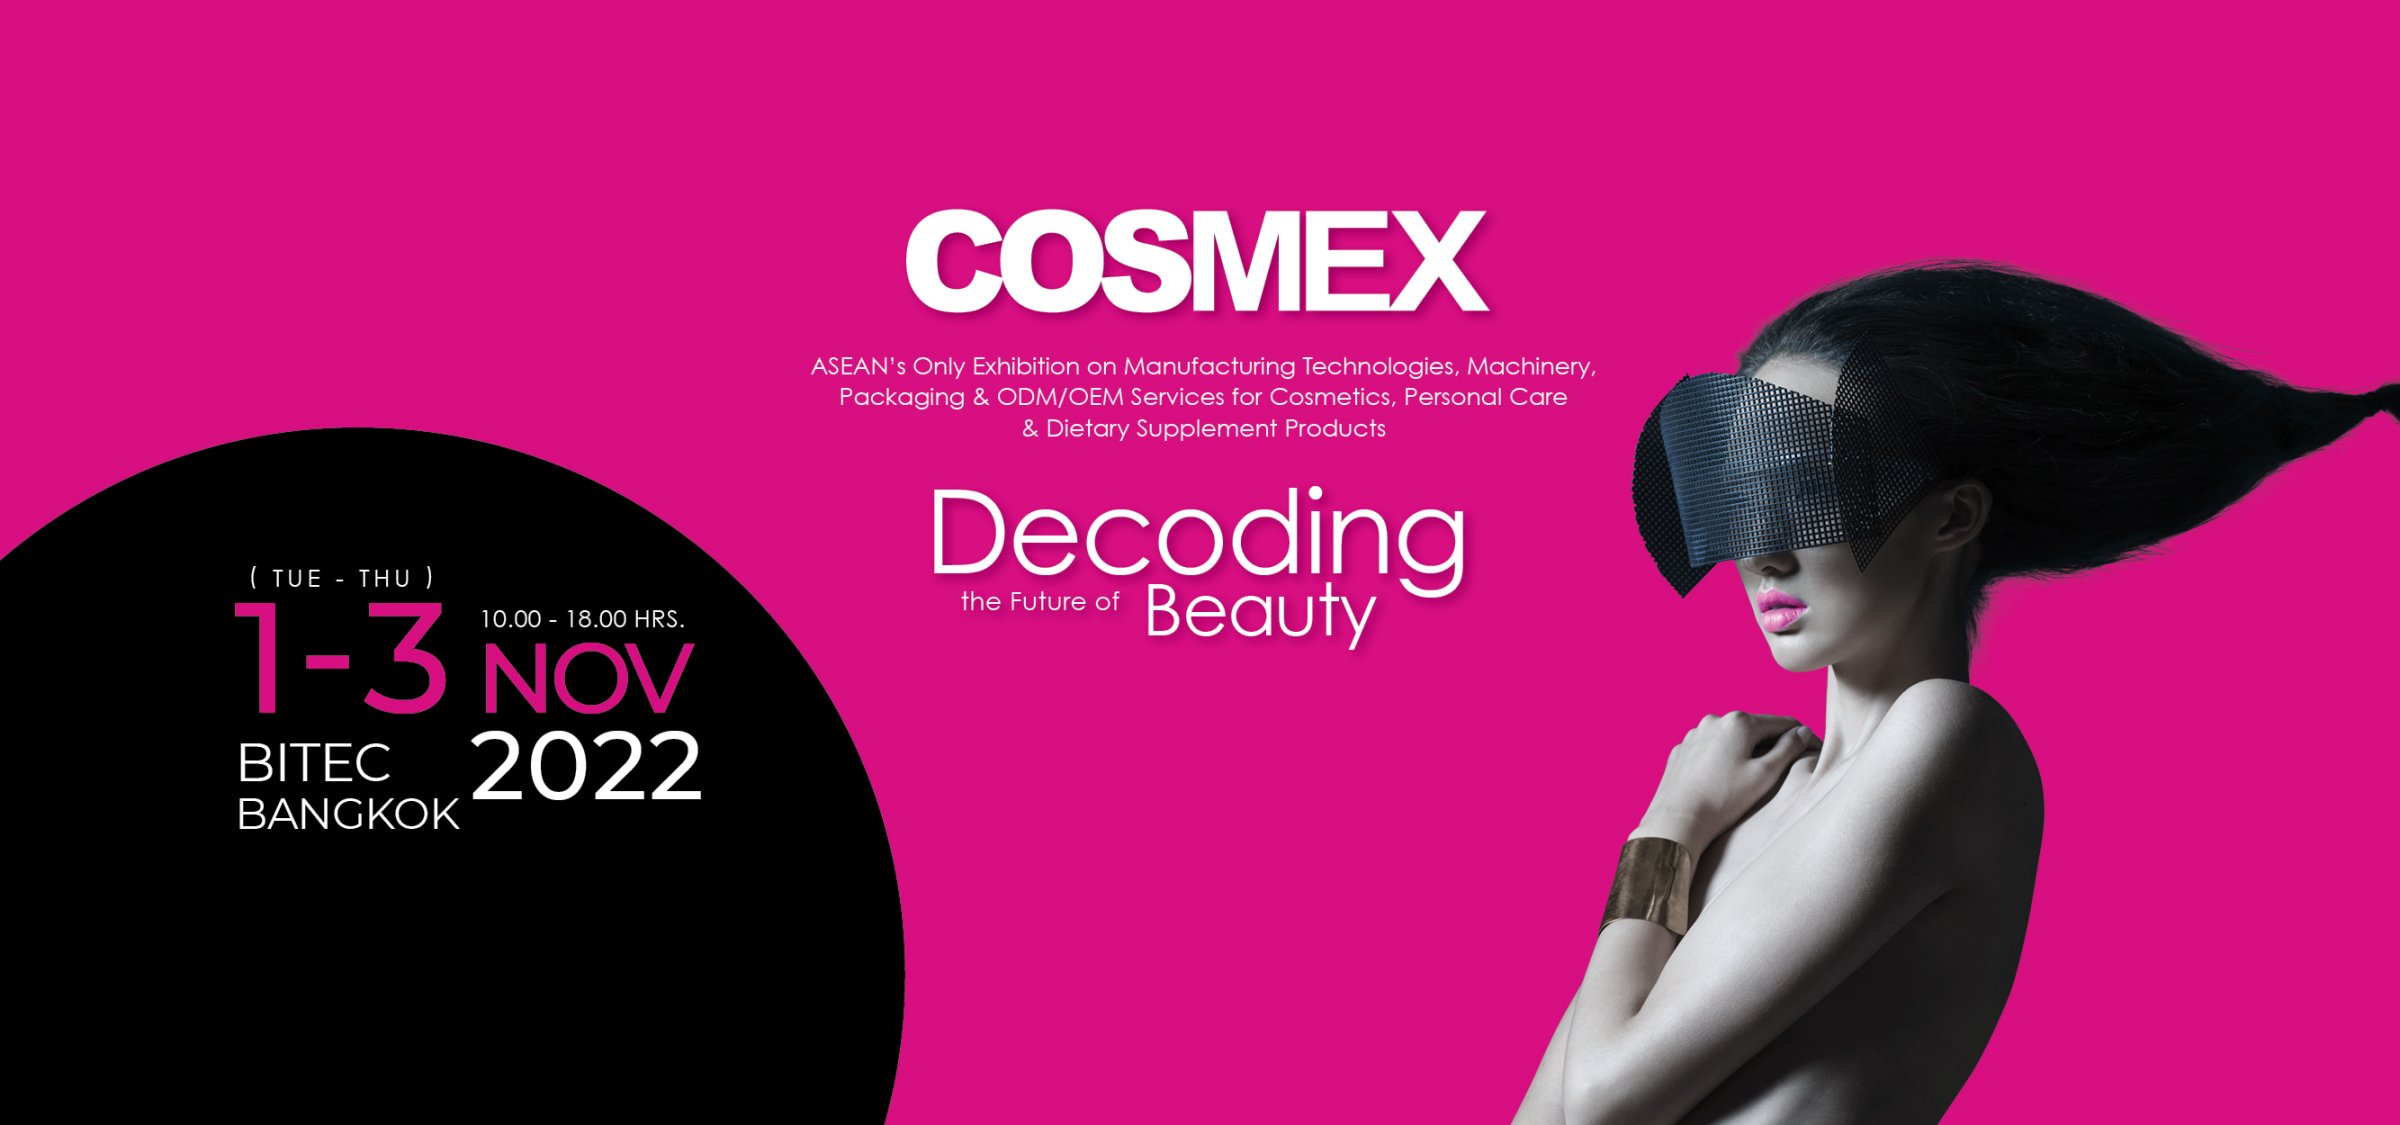 COSMEX
ASEAN's Only Exhibition on Manufacturing Technologies, Machinery,
Packaging & ODM/OEM Services for Cosmetics, Personal Care
& Dietary Supplement Products
Decoding
the Future of Beauty
( TUE - THU )
1-3 10.00 - 18.00 HRS.
NOV
BITEC 2022
BANGKOK